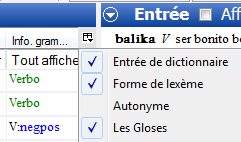 Entrée Aff
Info. gram...
balika V ser bonito bo
Tout affiche
Entrée de dictionnaire
Verbo
Forme de lexème
Verbo
Autonyme
V:negpos
Les Gloses